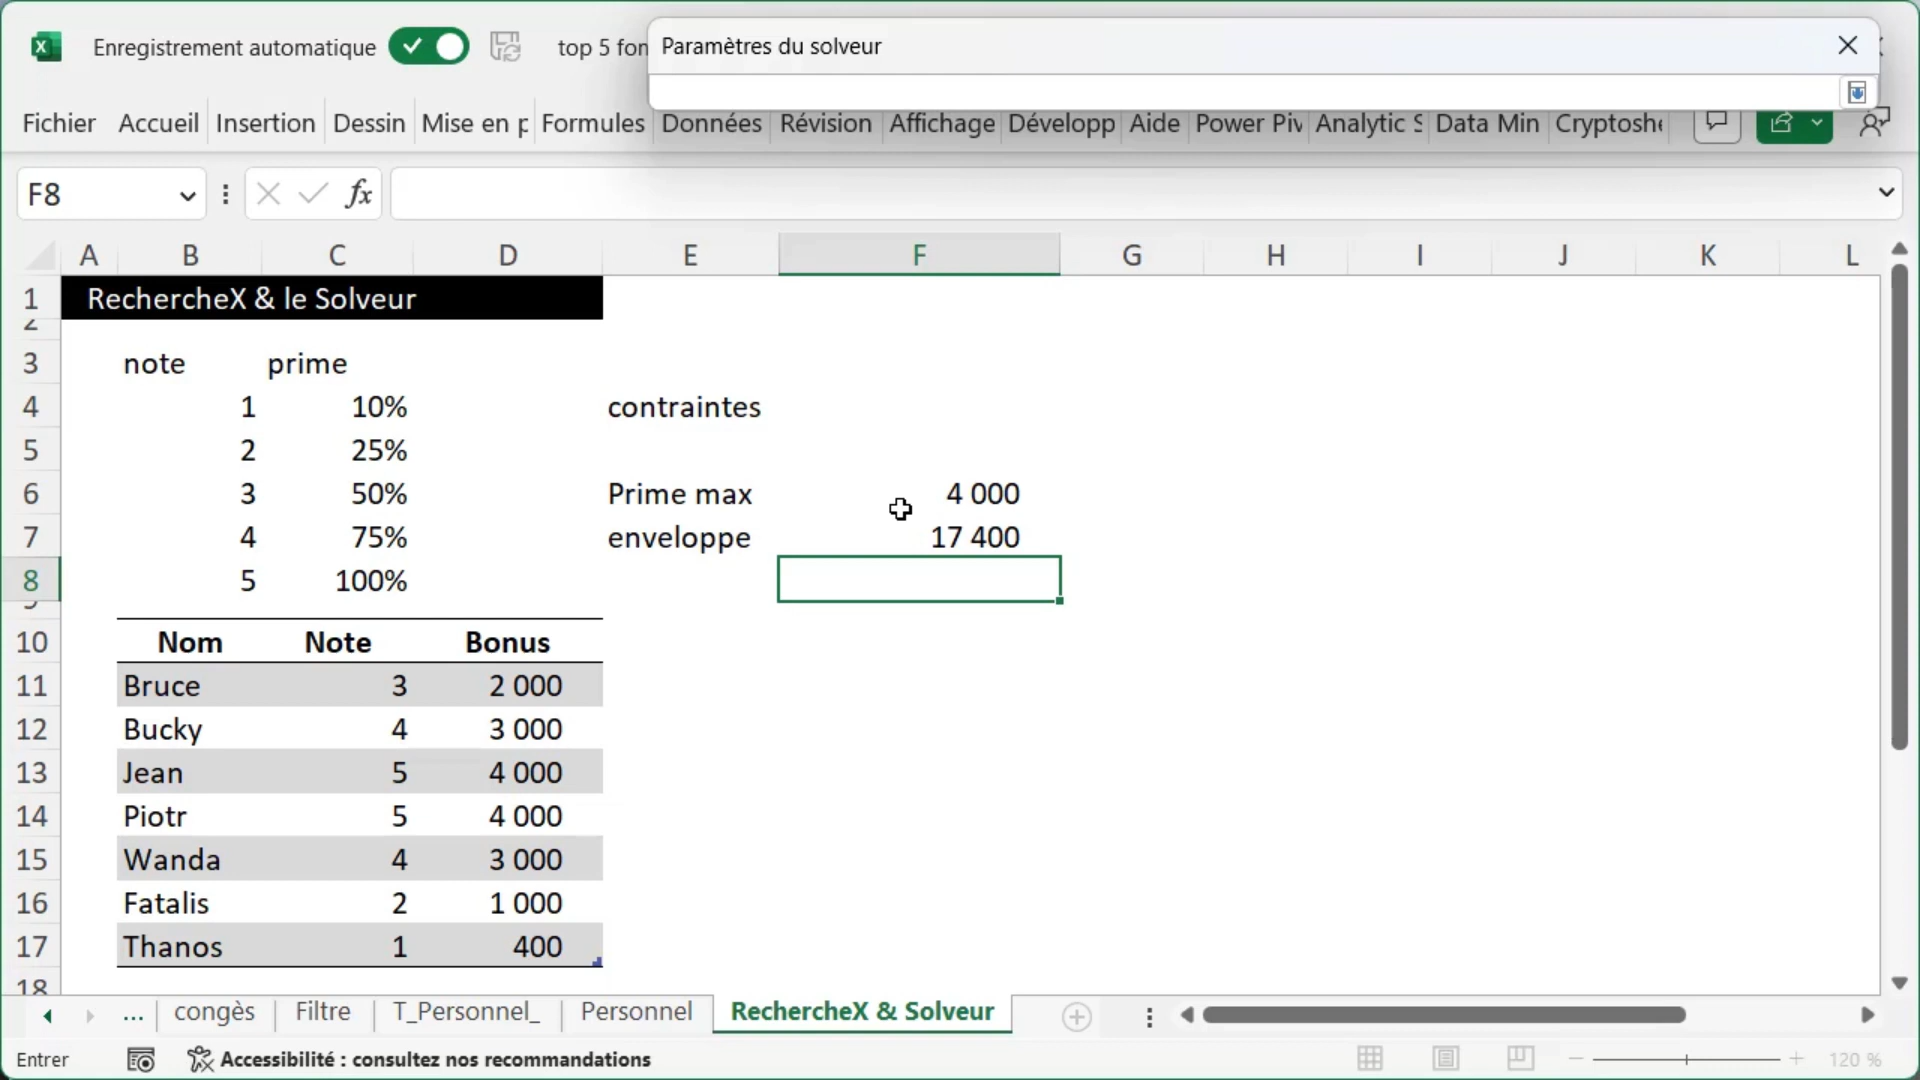 Enregistrement automatique top 5 fon
Paramètres du solveur
Fichier Accueil Insertion Dessin Mise en p Formules Données Révision Affichage Développ Aide Power Piv Analytic S Data Min Cryptoshe
F8 fx
A B C D E F G H I J K L
1 RechercheX & le Solveur
2
3 note prime
4 1 10% contraintes
5 2 25%
6 3 50% Prime max 4 000
7 4 75% enveloppe 17 400
8 5 100%
9
10 Nom Note Bonus
11 Bruce 3 2 000
12 Bucky 4 3 000
13 Jean 5 4 000
14 Piotr 5 4 000
15 Wanda 4 3 000
16 Fatalis 2 1 000
17 Thanos 1 400
18
... congès Filtre T_Personnel_ Personnel RechercheX & Solveur
Entrer Accessibilité : consultez nos recommandations 120 %